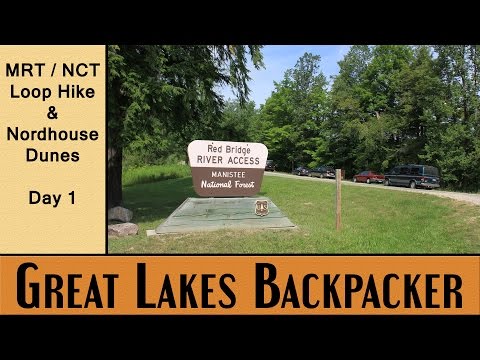 MRT / NCT
Loop Hike
&
Nordhouse
Dunes
Day 1
Red Bridge
RIVER ACCESS
MANISTEE
National Forest
GREAT LAKES BACKPACKER